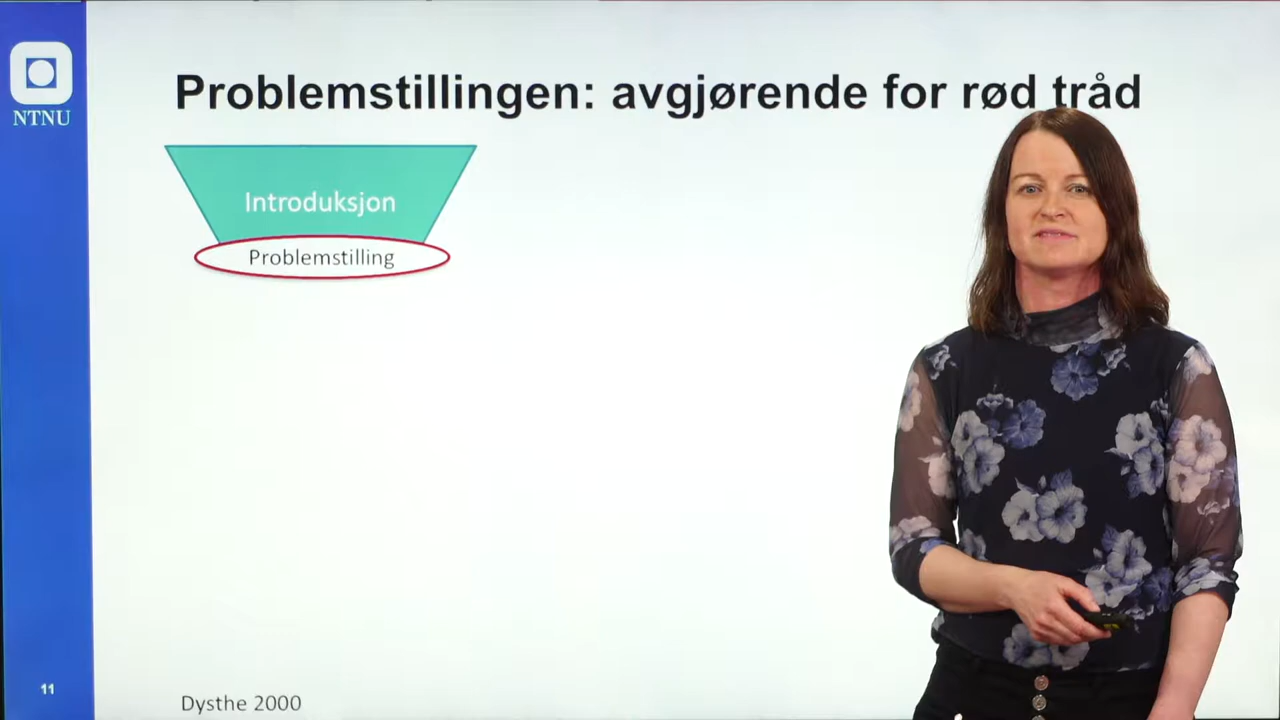 NTNU
Problemstillingen: avgjørende for rød tråd
Introduksjon
Problemstilling
11
Dysthe 2000